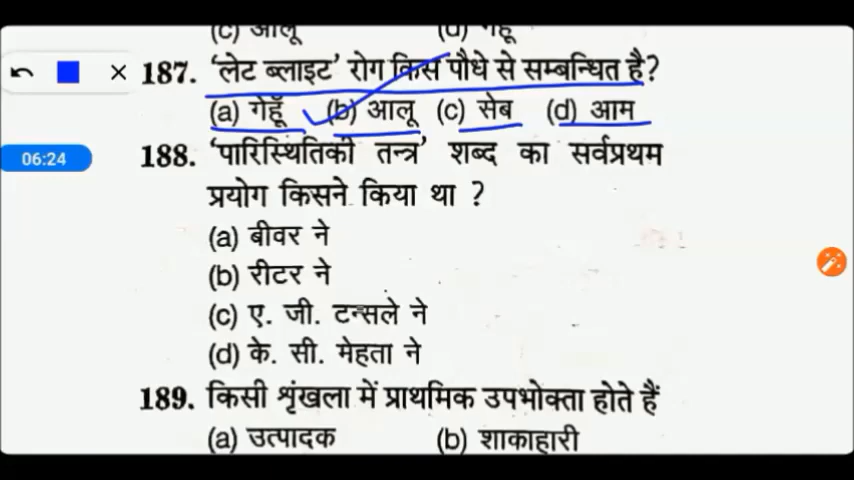 (c) आलू (d) गेहूँ
187. 'लेट ब्लाइट' रोग किस पौधे से सम्बन्धित है?
(a) गेहूँ (b) आलू (c) सेब (d) आम
188. 'पारिस्थितिकी तन्त्र' शब्द का सर्वप्रथम
06:24
प्रयोग किसने किया था ?
(a) बीवर ने
(b) रीटर ने
(c) ए. जी. टन्सले ने
(d) के. सी. मेहता ने
189. किसी शृंखला में प्राथमिक उपभोक्ता होते हैं
(a) उत्पादक (b) शाकाहारी